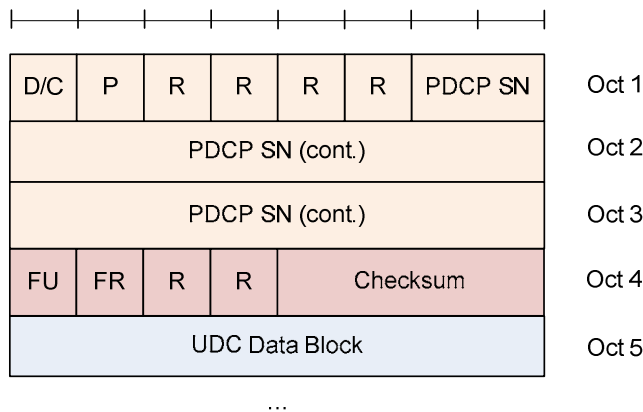 D/C P R R R R PDCP SN Oct 1
PDCP SN (cont.) Oct 2
PDCP SN (cont.) Oct 3
FU FR R R Checksum Oct 4
UDC Data Block Oct 5
...